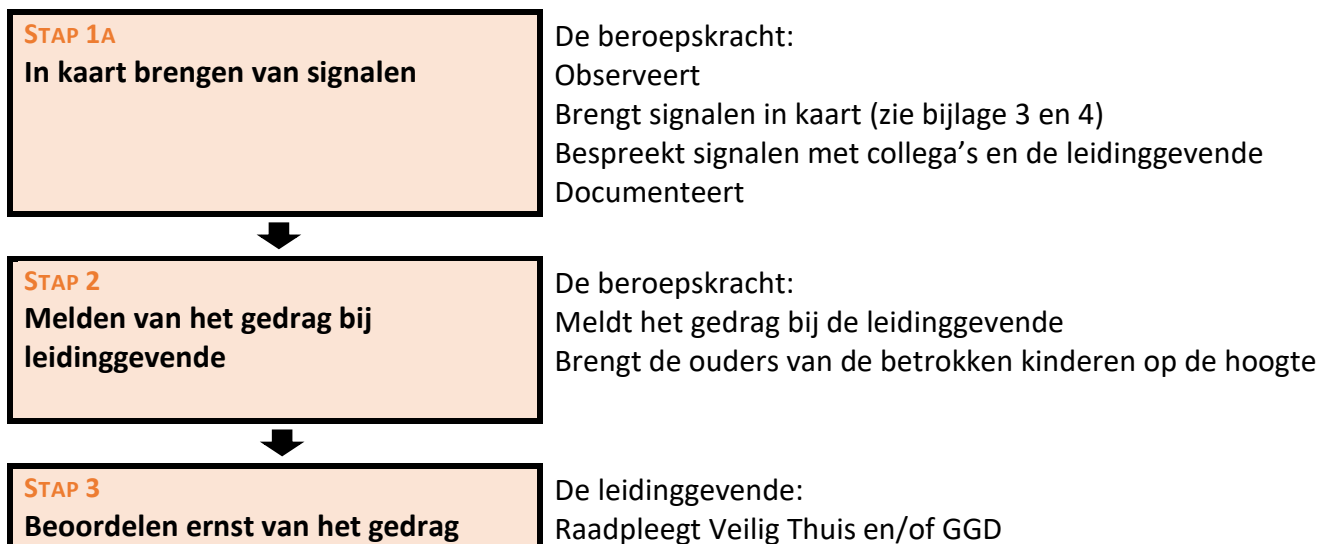 STAP 1A
In kaart brengen van signalen
De beroepskracht:
Observeert
Brengt signalen in kaart (zie bijlage 3 en 4)
Bespreekt signalen met collega’s en de leidinggevende
Documenteert
STAP 2
Melden van het gedrag bij
leidinggevende
De beroepskracht:
Meldt het gedrag bij de leidinggevende
Brengt de ouders van de betrokken kinderen op de hoogte
STAP 3
Beoordelen ernst van het gedrag
De leidinggevende:
Raadpleegt Veilig Thuis en/of GGD